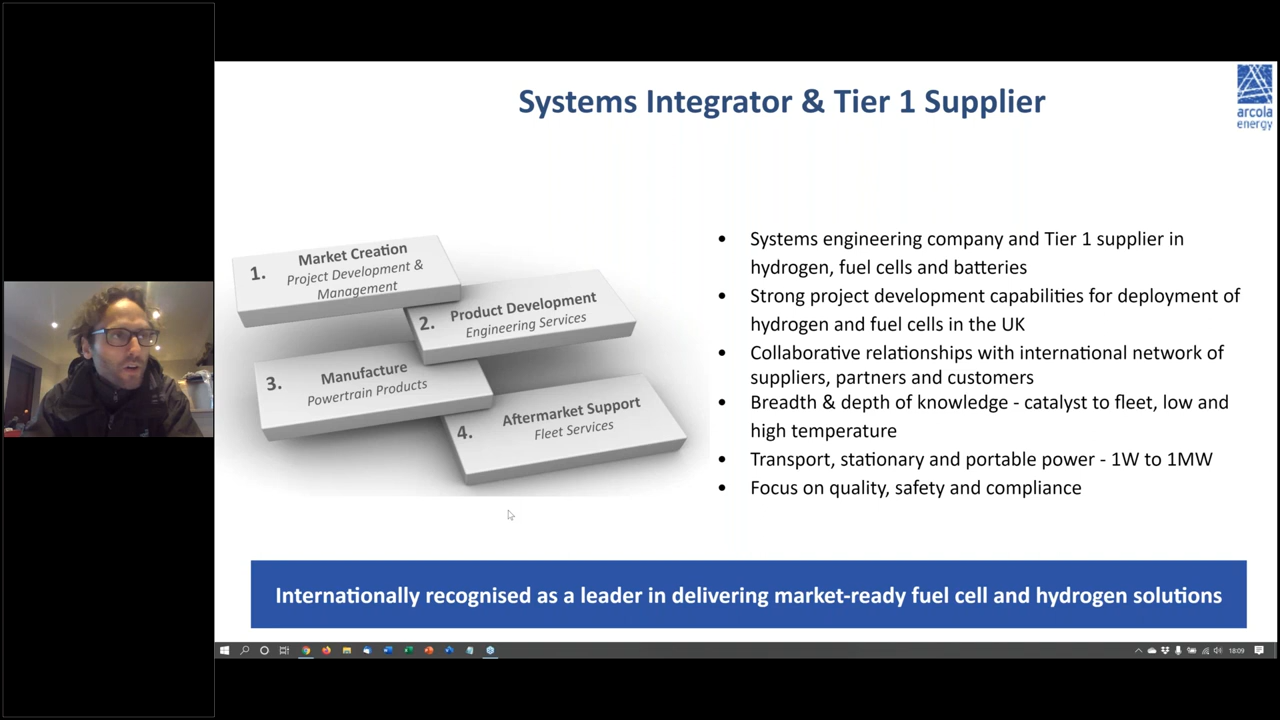 Systems Integrator & Tier 1 Supplier
arcola
energy
1.
Market Creation
Project Development &
Management
2.
Product Development
Engineering Services
3.
Manufacture
Powertrain Products
4.
Aftermarket Support
Fleet Services
• Systems engineering company and Tier 1 supplier in
hydrogen, fuel cells and batteries
• Strong project development capabilities for deployment of
hydrogen and fuel cells in the UK
• Collaborative relationships with international network of
suppliers, partners and customers
• Breadth & depth of knowledge - catalyst to fleet, low and
high temperature
• Transport, stationary and portable power - 1W to 1MW
• Focus on quality, safety and compliance
Internationally recognised as a leader in delivering market-ready fuel cell and hydrogen solutions
18:09